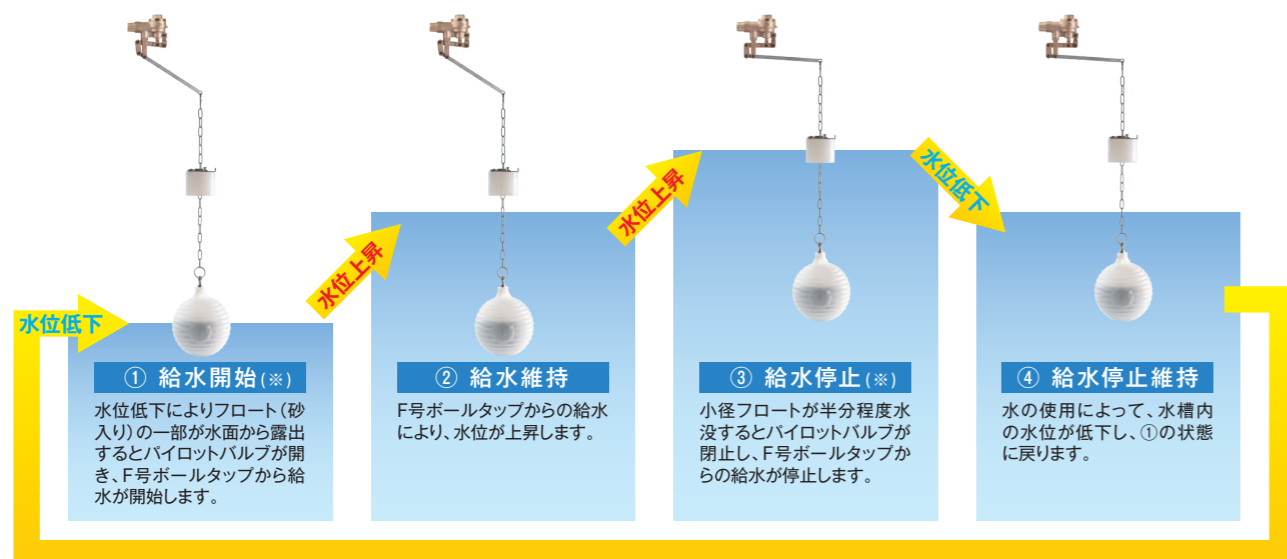 水位低下
① 給水開始(※)
水位低下によりフロート(砂
入り)の一部が水面から露出
するとパイロットバルブが開
き、F号ボールタップから給
水が開始します。
水位上昇
② 給水維持
F号ボールタップからの給水
により、水位が上昇します。
水位上昇
③ 給水停止(※)
小径フロートが半分程度水
没するとパイロットバルブが
閉止し、F号ボールタップか
らの給水が停止します。
水位低下
④ 給水停止維持
水の使用によって、水槽内
の水位が低下し、①の状態
に戻ります。